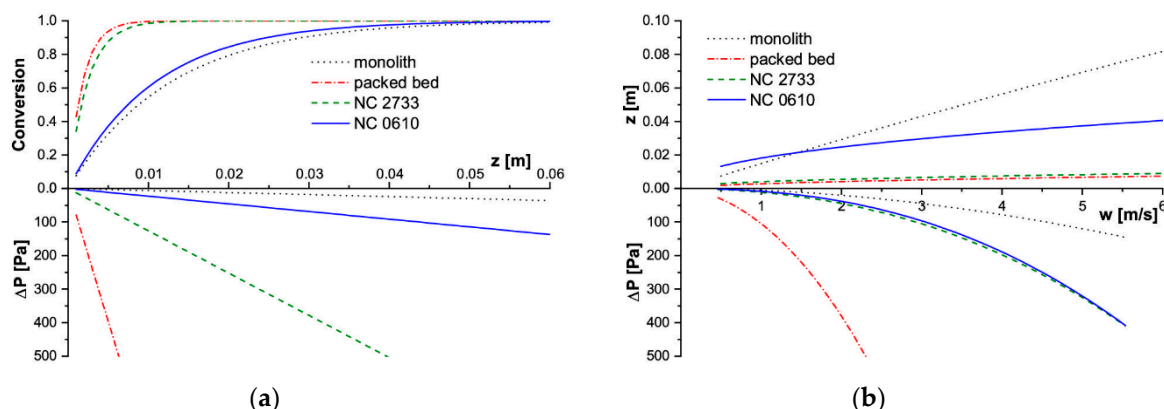 1.0
0.8
0.6
0.4
0.2
0.0
100
200
300
400
500
Conversion
ΔP [Pa]
monolith
packed bed
NC 2733
NC 0610
z [m]
0.01 0.02 0.03 0.04 0.05 0.06
(a)
0.10
0.08
0.06
0.04
0.02
0.00
100
200
300
400
500
z [m]
ΔP [Pa]
monolith
packed bed
NC 2733
NC 0610
1 2 3 4 5 6
w [m/s]
(b)